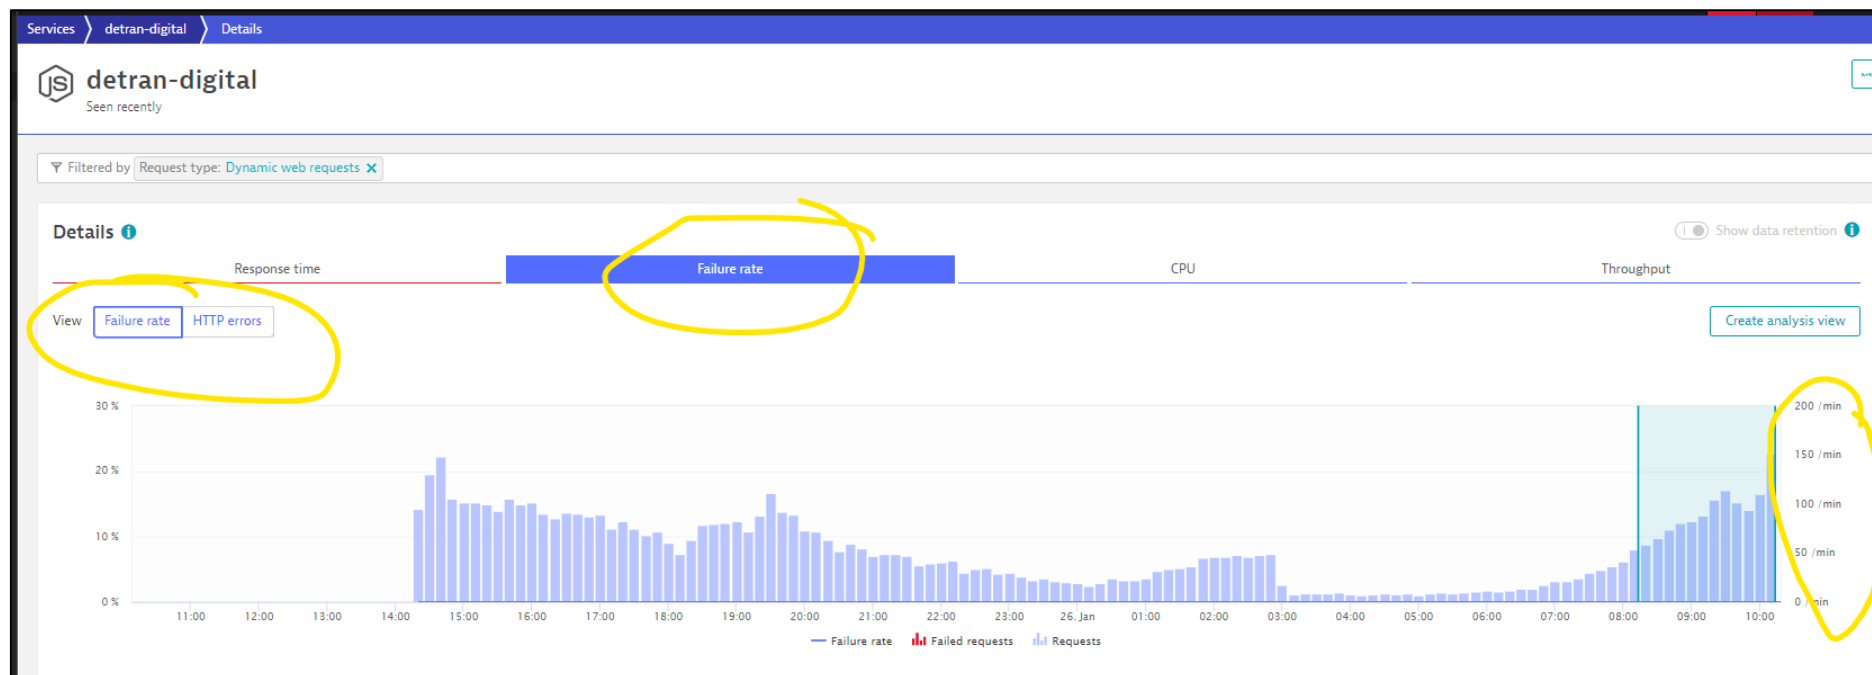 Services detran-digital Details
JS
detran-digital
Seen recently
Filtered by Request type: Dynamic web requests
Details
Show data retention
Response time Failure rate CPU Throughput
View Failure rate HTTP errors
Create analysis view
30 % 200 /min
150 /min
20 %
100 /min
10 %
50 /min
0 % 0 /min
11:00 12:00 13:00 14:00 15:00 16:00 17:00 18:00 19:00 20:00 21:00 22:00 23:00 26. Jan 01:00 02:00 03:00 04:00 05:00 06:00 07:00 08:00 09:00 10:00
Failure rate Failed requests Requests